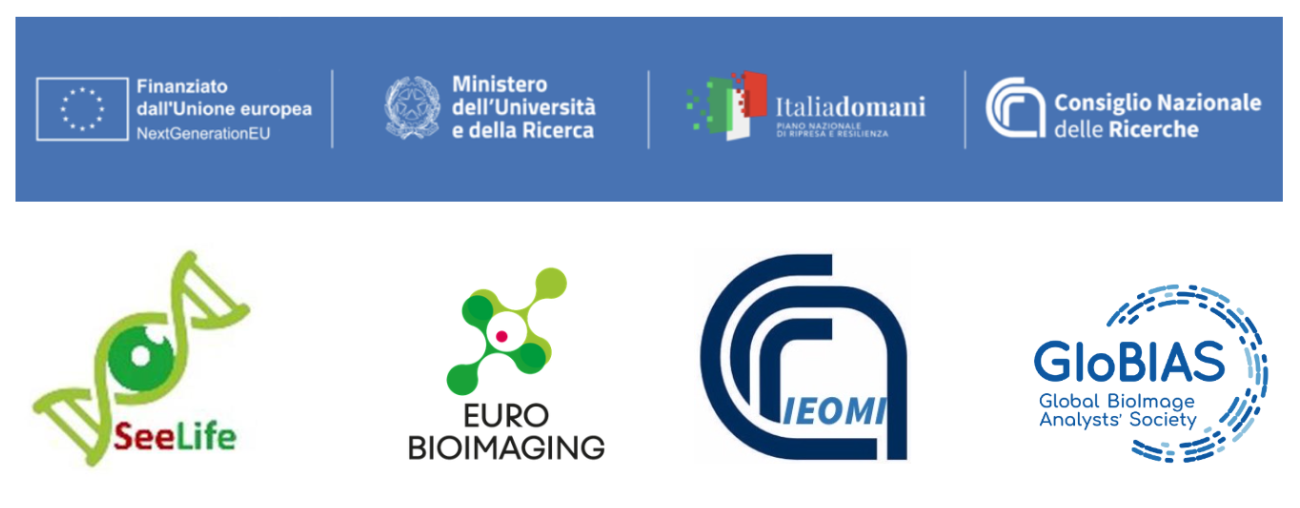 Finanziato
dall'Unione europea
NextGenerationEU
Ministero
dell'Università
e della Ricerca
Italiadomani
PIANO NAZIONALE
DI RIPRESA E RESILIENZA
Consiglio Nazionale
delle Ricerche
SeeLife
EURO
BIOIMAGING
IEOMI
GloBIAS
Global BioImage
Analysts' Society